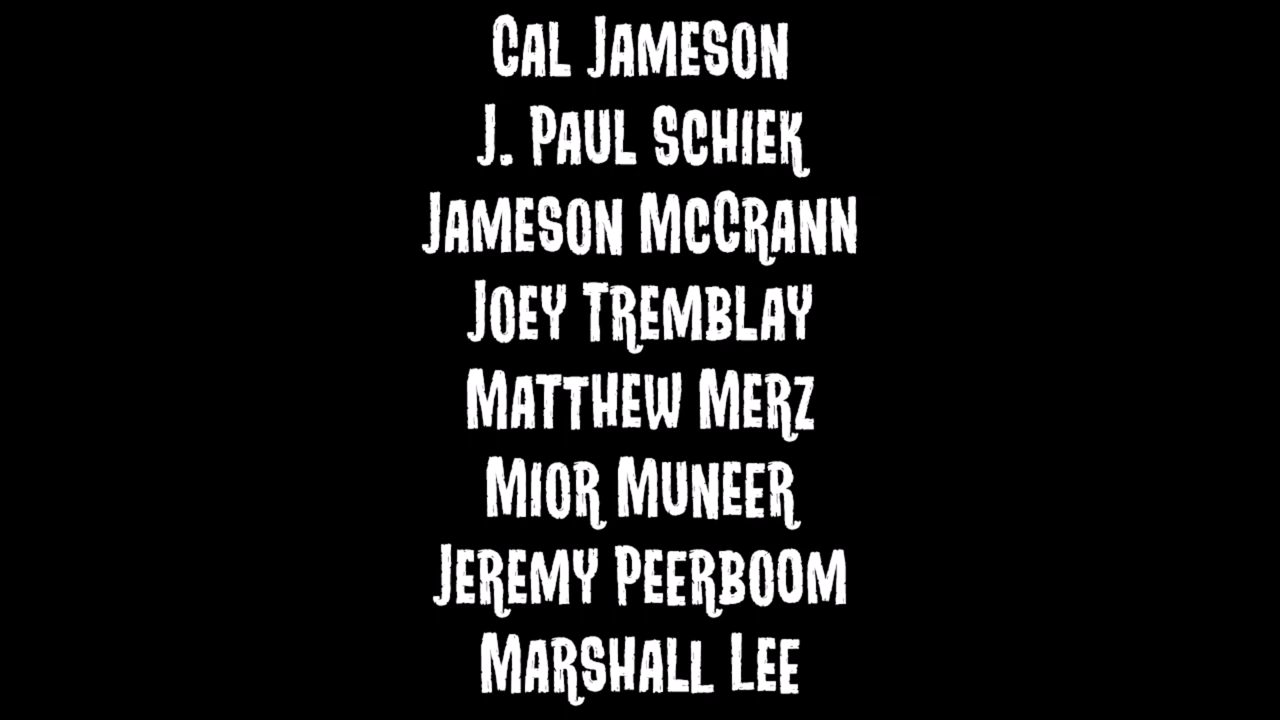 Cal Jameson
J. Paul Schiek
Jameson McCrann
Joey Tremblay
Matthew Merz
Mior Muneer
Jeremy Peerboom
Marshall Lee